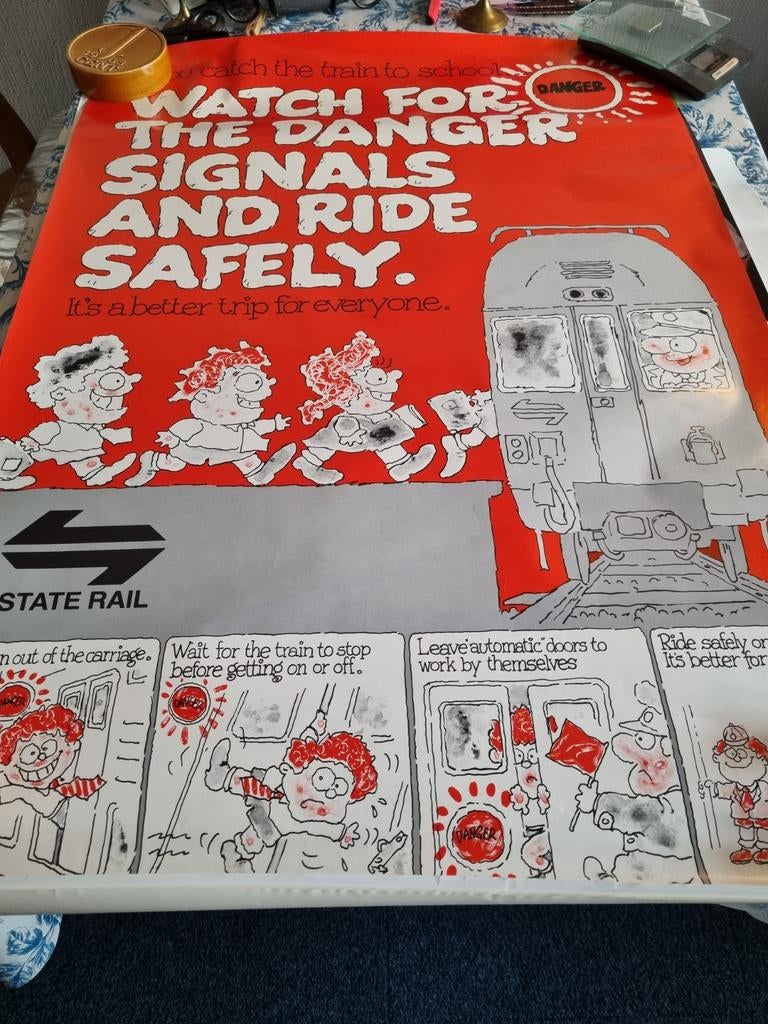 ou catch the train to school
WATCH FOR
THE DANGER
SIGNALS
AND RIDE
SAFELY.
It's a better trip for everyone.
DANGER
STATE RAIL
n out of the carriage.
DANGER
Wait for the train to stop
before getting on or off.
DANGER
Leave "automatic" doors to
work by themselves
DANGER
Ride safely on
It's better for